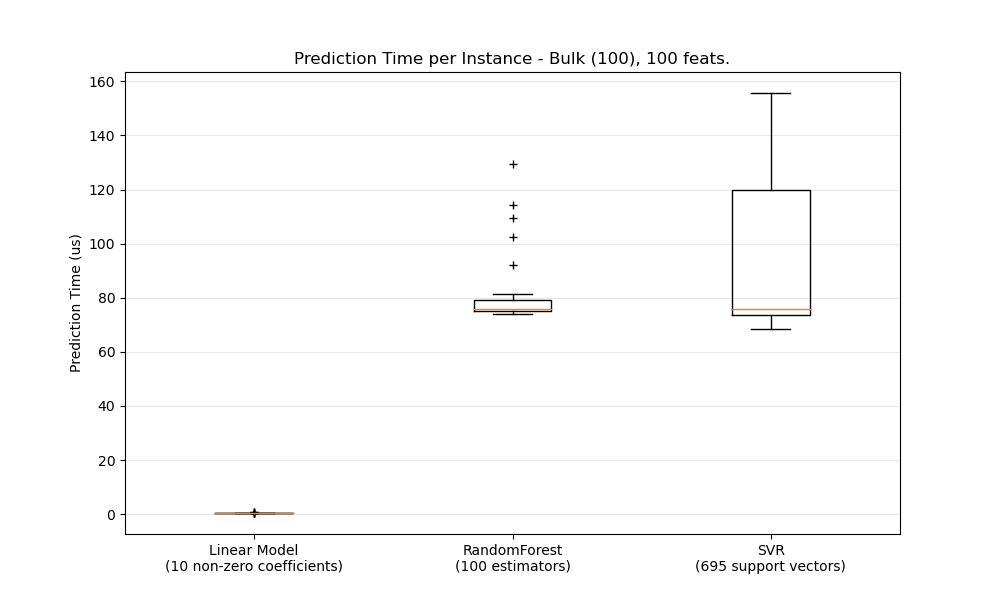 Prediction Time per Instance - Bulk (100), 100 feats.
160
140
120
100
80
60
40
20
0
Prediction Time (us)
Linear Model
(10 non-zero coefficients)
RandomForest
(100 estimators)
SVR
(695 support vectors)